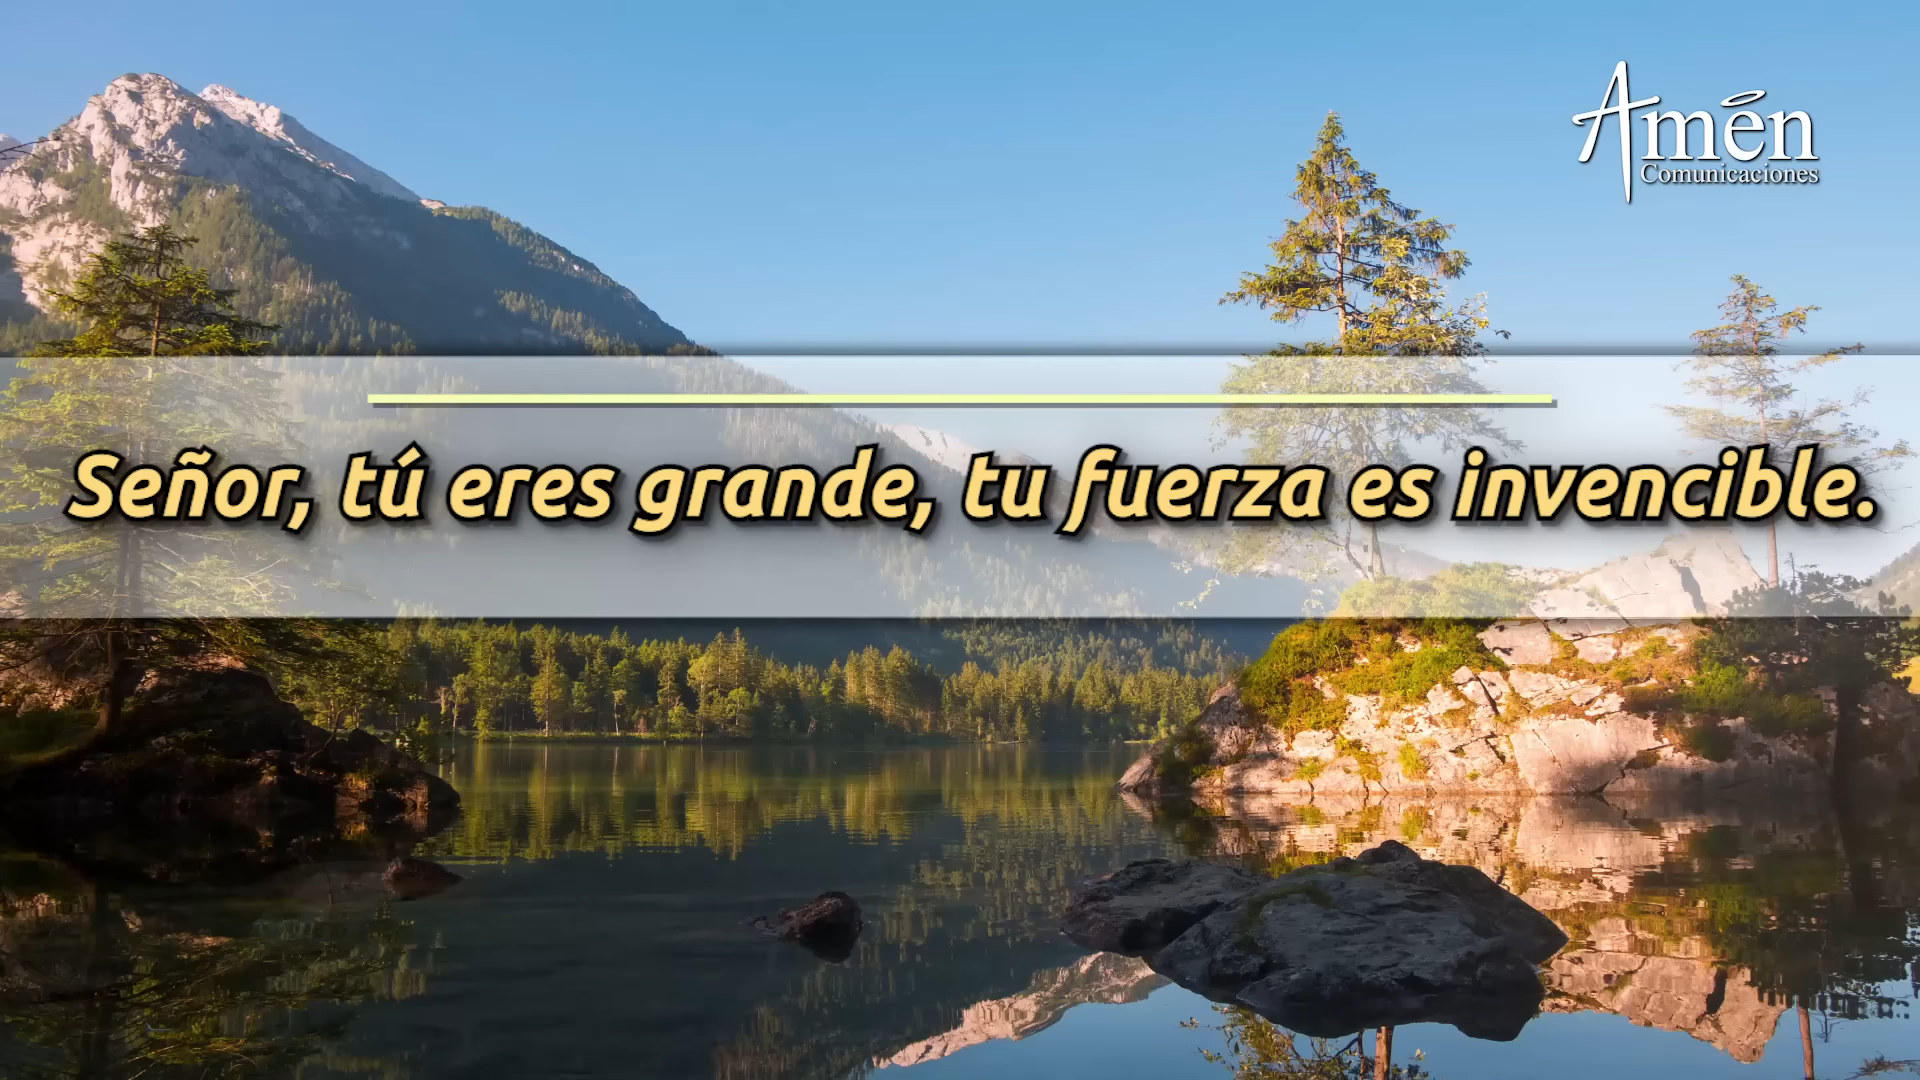 Amén
Comunicaciones
Señor, tú eres grande, tu fuerza es invencible.